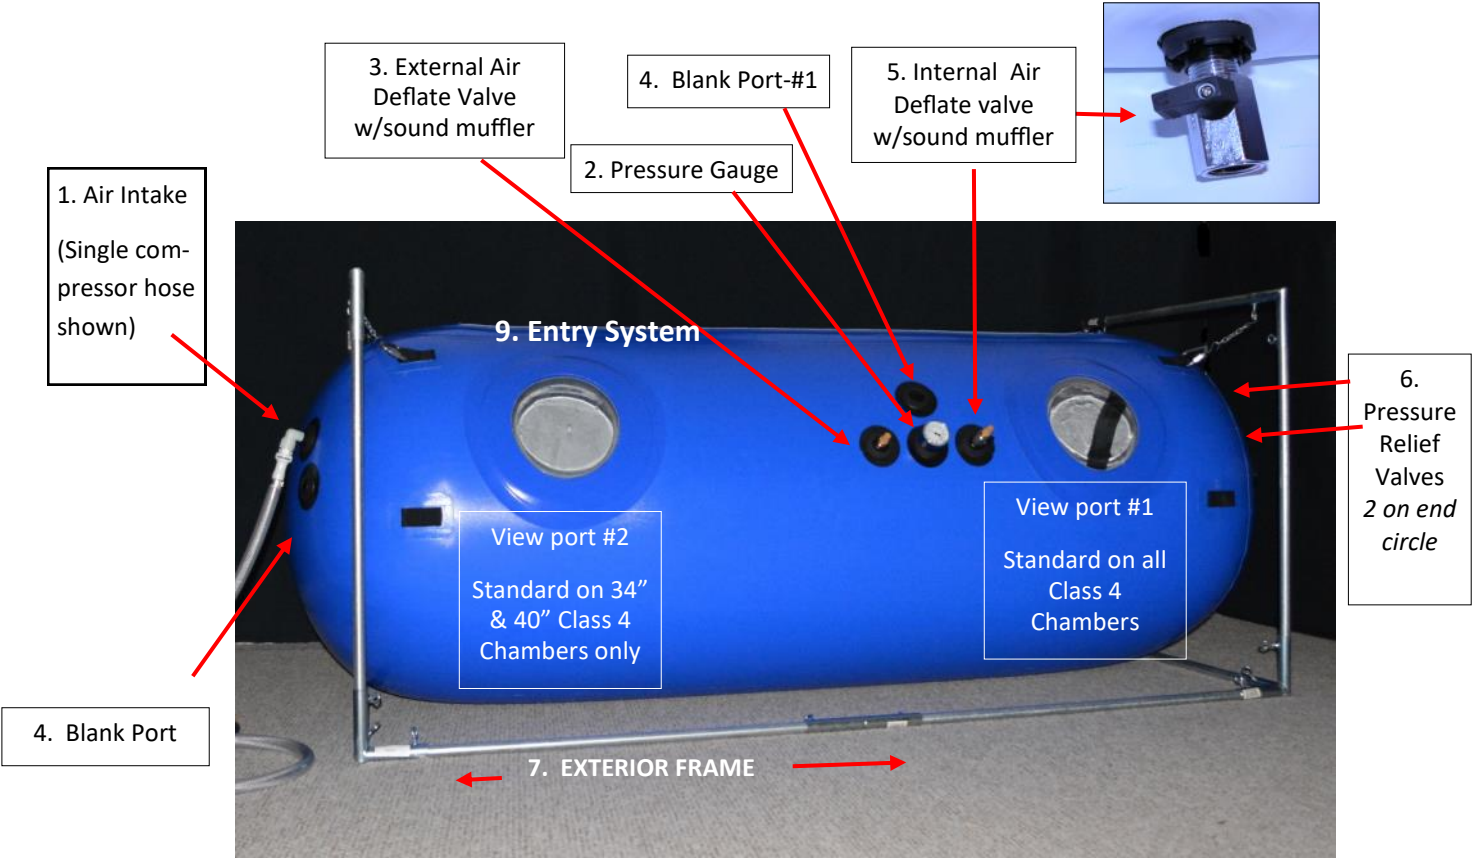 3. External Air
Deflate Valve
w/sound muffler
4. Blank Port-#1
5. Internal Air
Deflate valve
w/sound muffler
2. Pressure Gauge
1. Air Intake
(Single com-
pressor hose
shown)
9. Entry System
6.
Pressure
Relief
Valves
2 on end
circle
View port #2
Standard on 34”
& 40” Class 4
Chambers only
View port #1
Standard on all
Class 4
Chambers
4. Blank Port
7. EXTERIOR FRAME